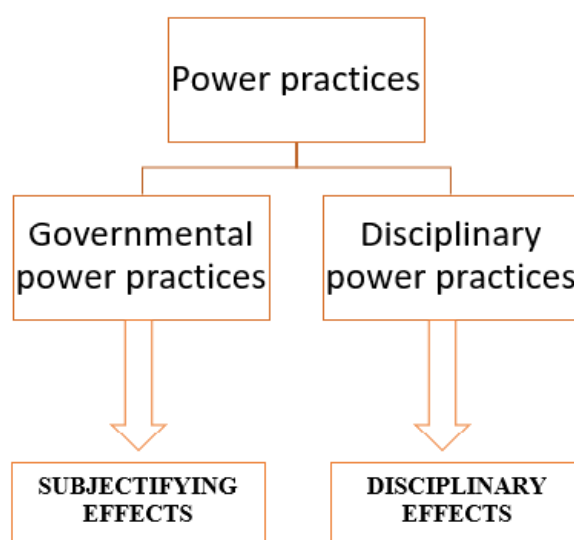 Power practices
Governmental
power practices
Disciplinary
power practices
SUBJECTIFYING
EFFECTS
DISCIPLINARY
EFFECTS